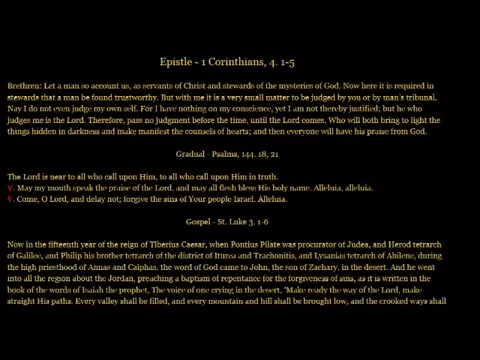 Epistle - 1 Corinthians, 4. 1-5
Brethren: Let a man so account us, as servants of Christ and stewards of the mysteries of God. Now here it is required in
stewards that a man be found trustworthy. But with me it is a very small matter to be judged by you or by man's tribunal.
Nay I do not even judge my own self. For I have nothing on my conscience, yet I am not thereby justified; but he who
judges me is the Lord. Therefore, pass no judgment before the time, until the Lord comes, Who will both bring to light the
things hidden in darkness and make manifest the counsels of hearts; and then everyone will have his praise from God.
Gradual - Psalms, 144. 18, 21
The Lord is near to all who call upon Him, to all who call upon Him in truth.
V. May my mouth speak the praise of the Lord, and may all flesh bless His holy name. Alleluia, alleluia.
V. Come, O Lord, and delay not; forgive the sins of Your people Israel. Alleluia.
Gospel - St. Luke 3. 1-6
Now in the fifteenth year of the reign of Tiberius Caesar, when Pontius Pilate was procurator of Judea, and Herod tetrarch
of Galilee, and Philip his brother tetrarch of the district of Iturea and Trachonitis, and Lysanias tetrarch of Abilene, during
the high priesthood of Annas and Caiphas, the word of God came to John, the son of Zachary, in the desert. And he went
into all the region about the Jordan, preaching a baptism of repentance for the forgiveness of sins, as it is written in the
book of the words of Isaiah the prophet, The voice of one crying in the desert, 'Make ready the way of the Lord, make
straight His paths. Every valley shall be filled, and every mountain and hill shall be brought low, and the crooked ways shall